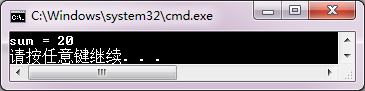 C:\Windows\system32\cmd.exe
sum = 20
请按任意键继续. . .